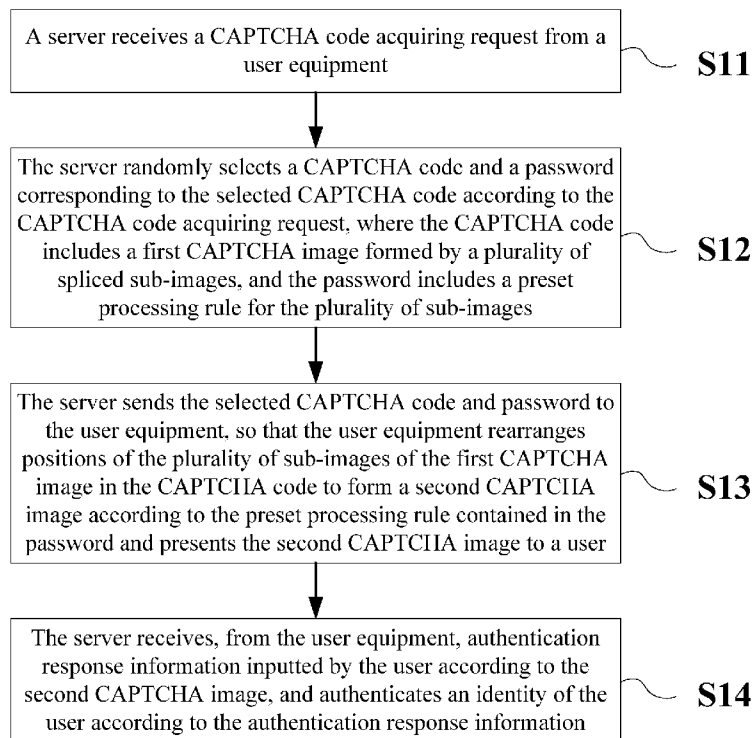 A server receives a CAPTCHA code acquiring request from a
user equipment
S11
The server randomly selects a CAPTCHA code and a password
corresponding to the selected CAPTCHA code according to the
CAPTCHA code acquiring request, where the CAPTCHA code
includes a first CAPTCHA image formed by a plurality of
spliced sub-images, and the password includes a preset
processing rule for the plurality of sub-images
S12
The server sends the selected CAPTCHA code and password to
the user equipment, so that the user equipment rearranges
positions of the plurality of sub-images of the first CAPTCHA
image in the CAPTCHA code to form a second CAPTCHA
image according to the preset processing rule contained in the
password and presents the second CAPTCHA image to a user
S13
The server receives, from the user equipment, authentication
response information inputted by the user according to the
second CAPTCHA image, and authenticates an identity of the
user according to the authentication response information
S14